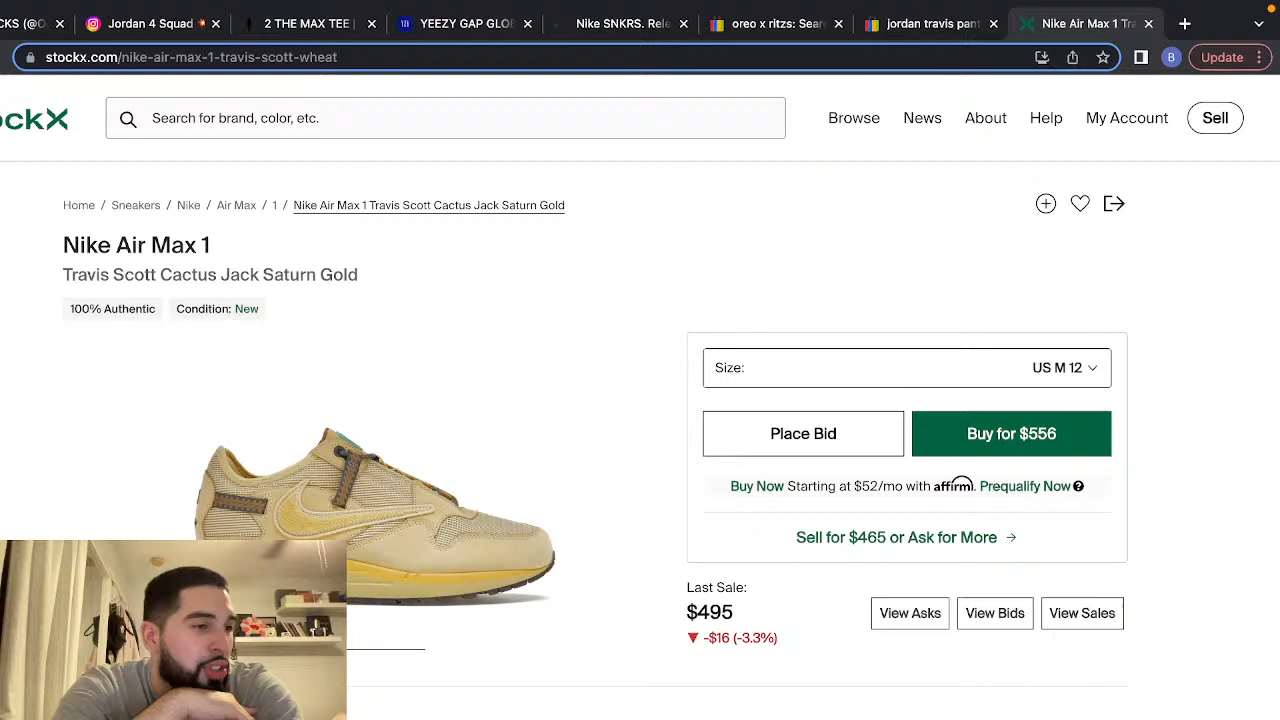 CKS (@O
Jordan 4 Squad
2 THE MAX TEE |
YEEZY GAP GLOB
Nike SNKRS. Rele
oreo x ritzs: Sear
jordan travis pant
Nike Air Max 1 Tra
stockx.com/nike-air-max-1-travis-scott-wheat
B
Update
ockX
Search for brand, color, etc.
Browse
News
About
Help
My Account
Sell
Home / Sneakers / Nike / Air Max / 1 / Nike Air Max 1 Travis Scott Cactus Jack Saturn Gold
Nike Air Max 1
Travis Scott Cactus Jack Saturn Gold
100% Authentic
Condition: New
Size:
US M 12
Place Bid
Buy for $556
Buy Now Starting at $52/mo with affirm. Prequalify Now
Sell for $465 or Ask for More
Last Sale:
$495
-$16 (-3.3%)
View Asks
View Bids
View Sales